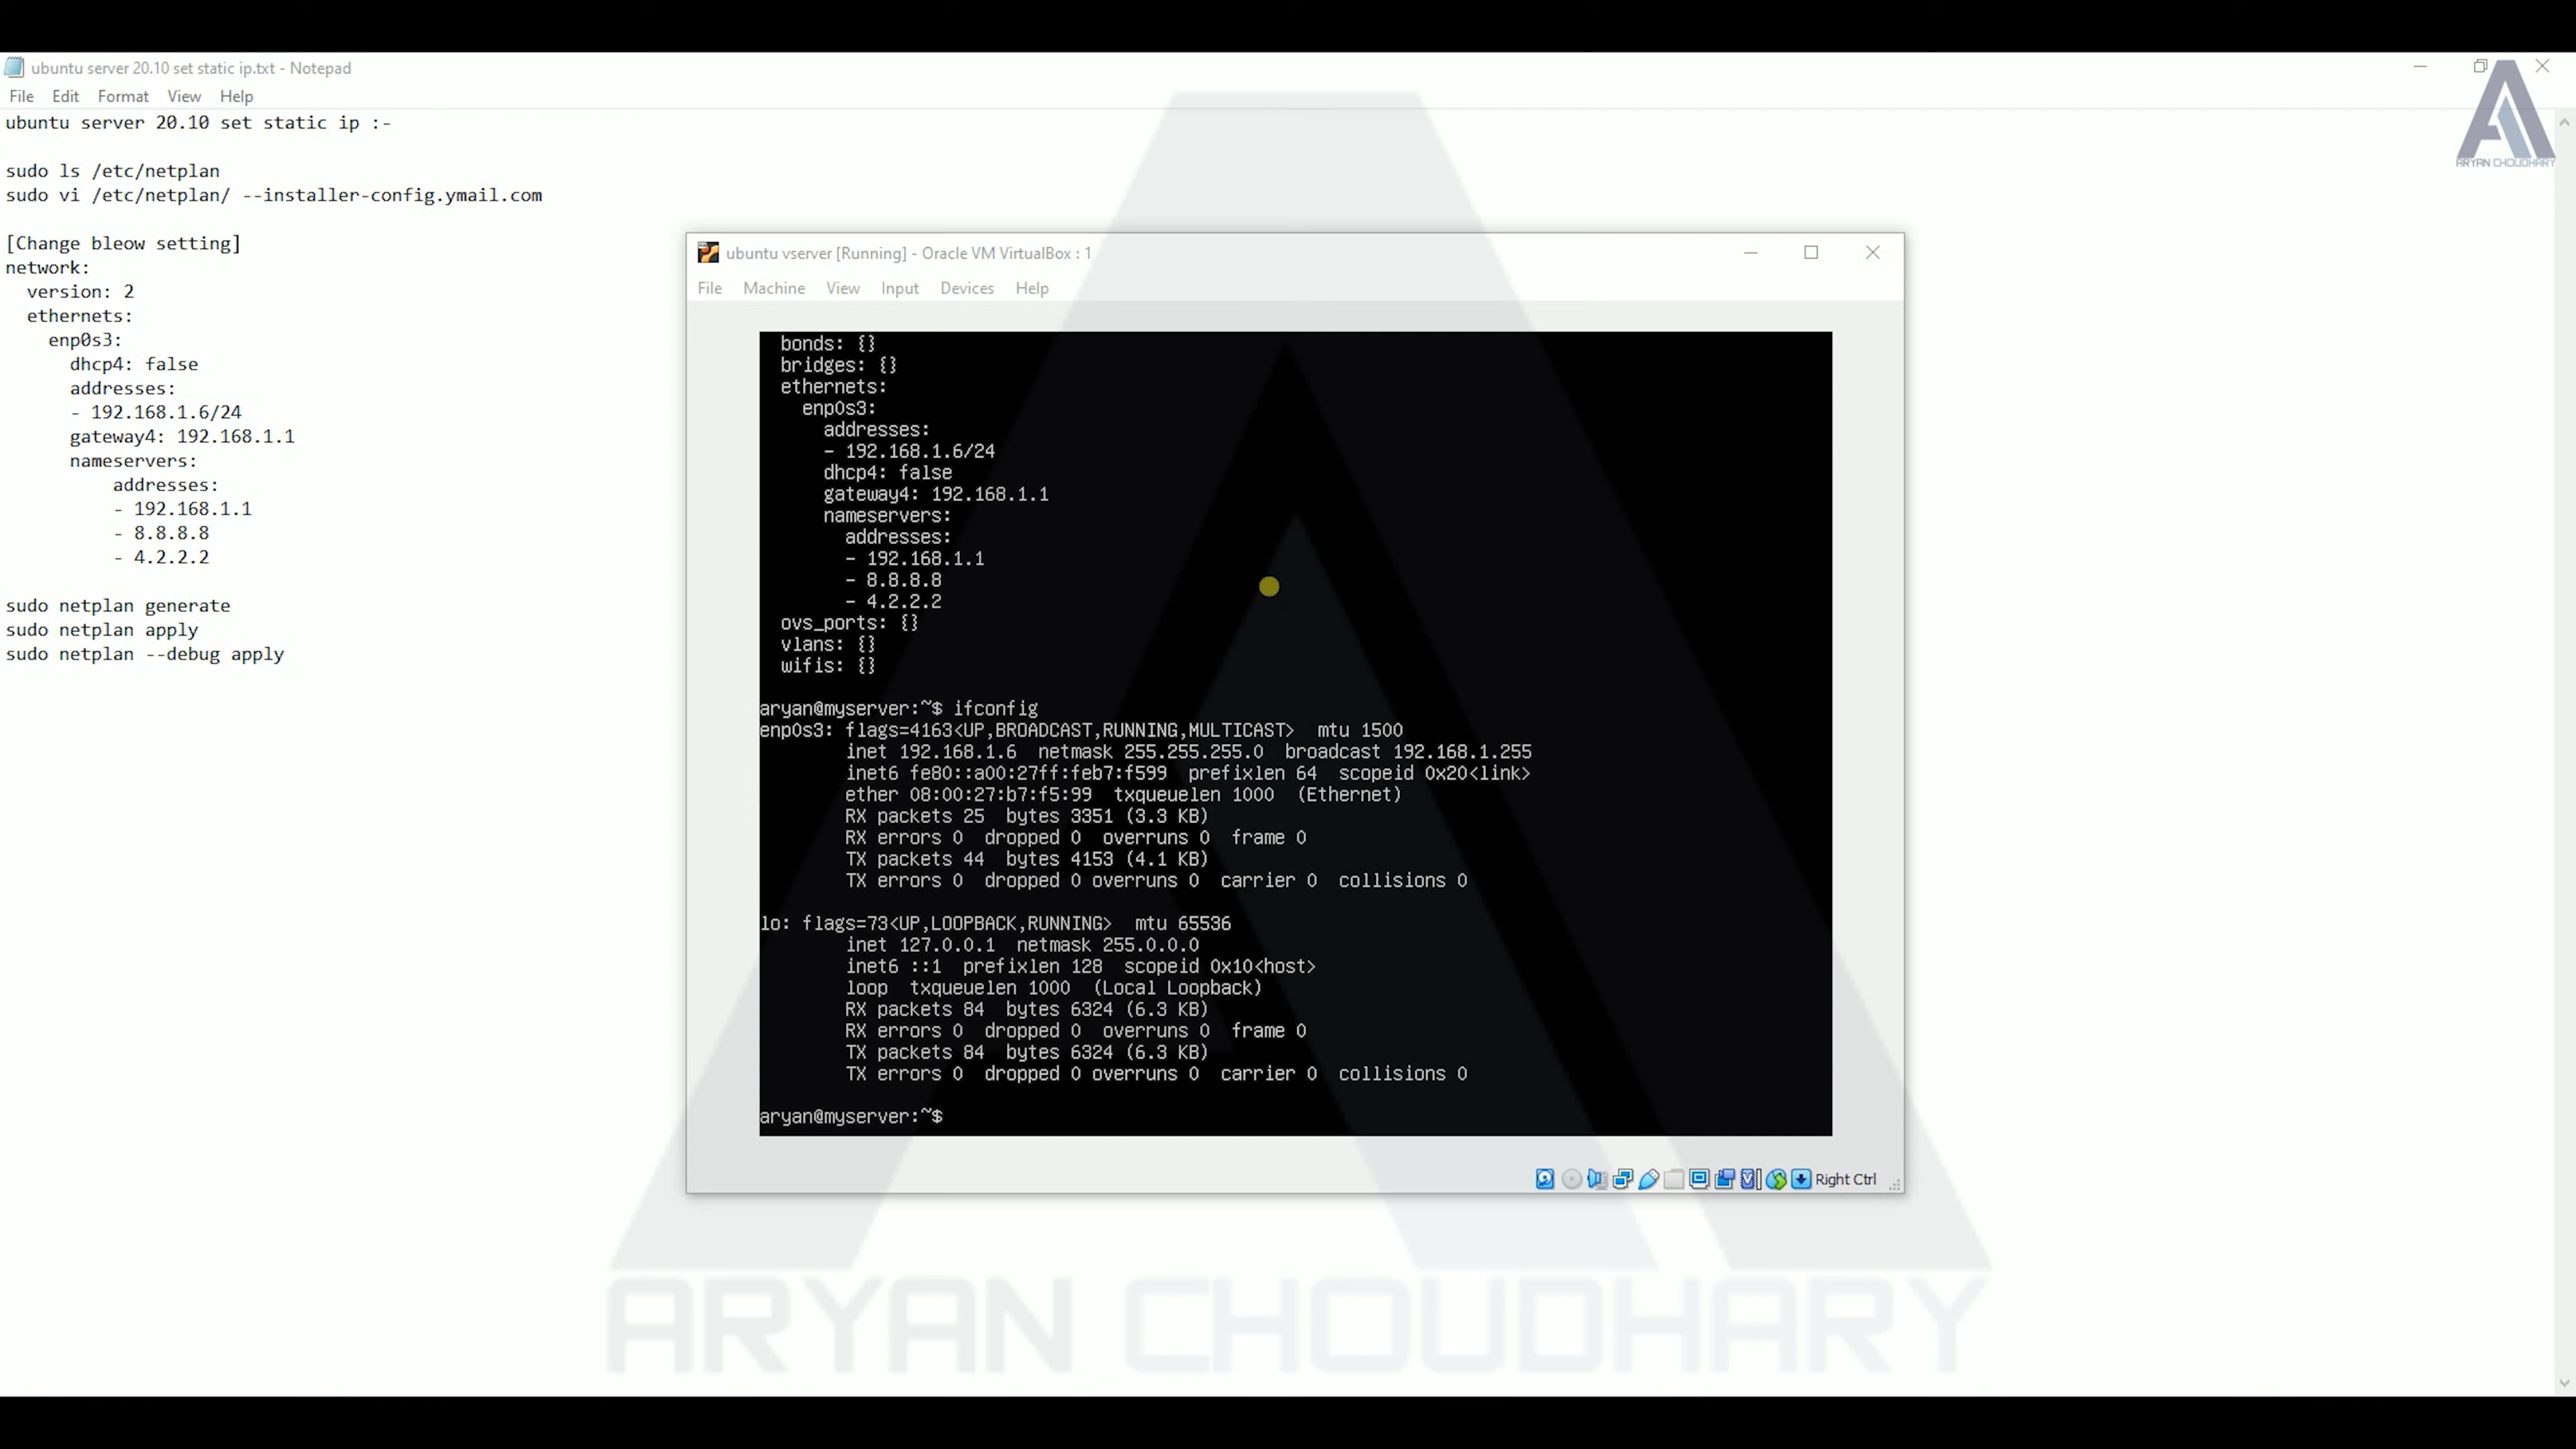 ubuntu server 20.10 set static ip.txt - Notepad
File Edit Format View Help
ubuntu server 20.10 set static ip :-
sudo ls /etc/netplan
sudo vi /etc/netplan/ --installer-config.ymail.com
[Change bleow setting]
network:
version: 2
ethernets:
enp0s3:
dhcp4: false
addresses:
- 192.168.1.6/24
gateway4: 192.168.1.1
nameservers:
addresses:
- 192.168.1.1
- 8.8.8.8
- 4.2.2.2
sudo netplan generate
sudo netplan apply
sudo netplan --debug apply
ARYAN CHOUDHARY
ubuntu vserver [Running] - Oracle VM VirtualBox : 1
File Machine View Input Devices Help
bonds: {}
bridges: {}
ethernets:
enp0s3:
addresses:
- 192.168.1.6/24
dhcp4: false
gateway4: 192.168.1.1
nameservers:
addresses:
- 192.168.1.1
- 8.8.8.8
- 4.2.2.2
ovs_ports: {}
vlans: {}
wifis: {}
aryan@myserver:~$ ifconfig
enp0s3: flags=4163<UP,BROADCAST,RUNNING,MULTICAST> mtu 1500
inet 192.168.1.6 netmask 255.255.255.0 broadcast 192.168.1.255
inet6 fe80::a00:27ff:feb7:f599 prefixlen 64 scopeid 0x20<link>
ether 08:00:27:b7:f5:99 txqueuelen 1000 (Ethernet)
RX packets 25 bytes 3351 (3.3 KB)
RX errors 0 dropped 0 overruns 0 frame 0
TX packets 44 bytes 4153 (4.1 KB)
TX errors 0 dropped 0 overruns 0 carrier 0 collisions 0
lo: flags=73<UP,LOOPBACK,RUNNING> mtu 65536
inet 127.0.0.1 netmask 255.0.0.0
inet6 ::1 prefixlen 128 scopeid 0x10<host>
loop txqueuelen 1000 (Local Loopback)
RX packets 84 bytes 6324 (6.3 KB)
RX errors 0 dropped 0 overruns 0 frame 0
TX packets 84 bytes 6324 (6.3 KB)
TX errors 0 dropped 0 overruns 0 carrier 0 collisions 0
aryan@myserver:~$
Right Ctrl
ARYAN CHOUDHARY